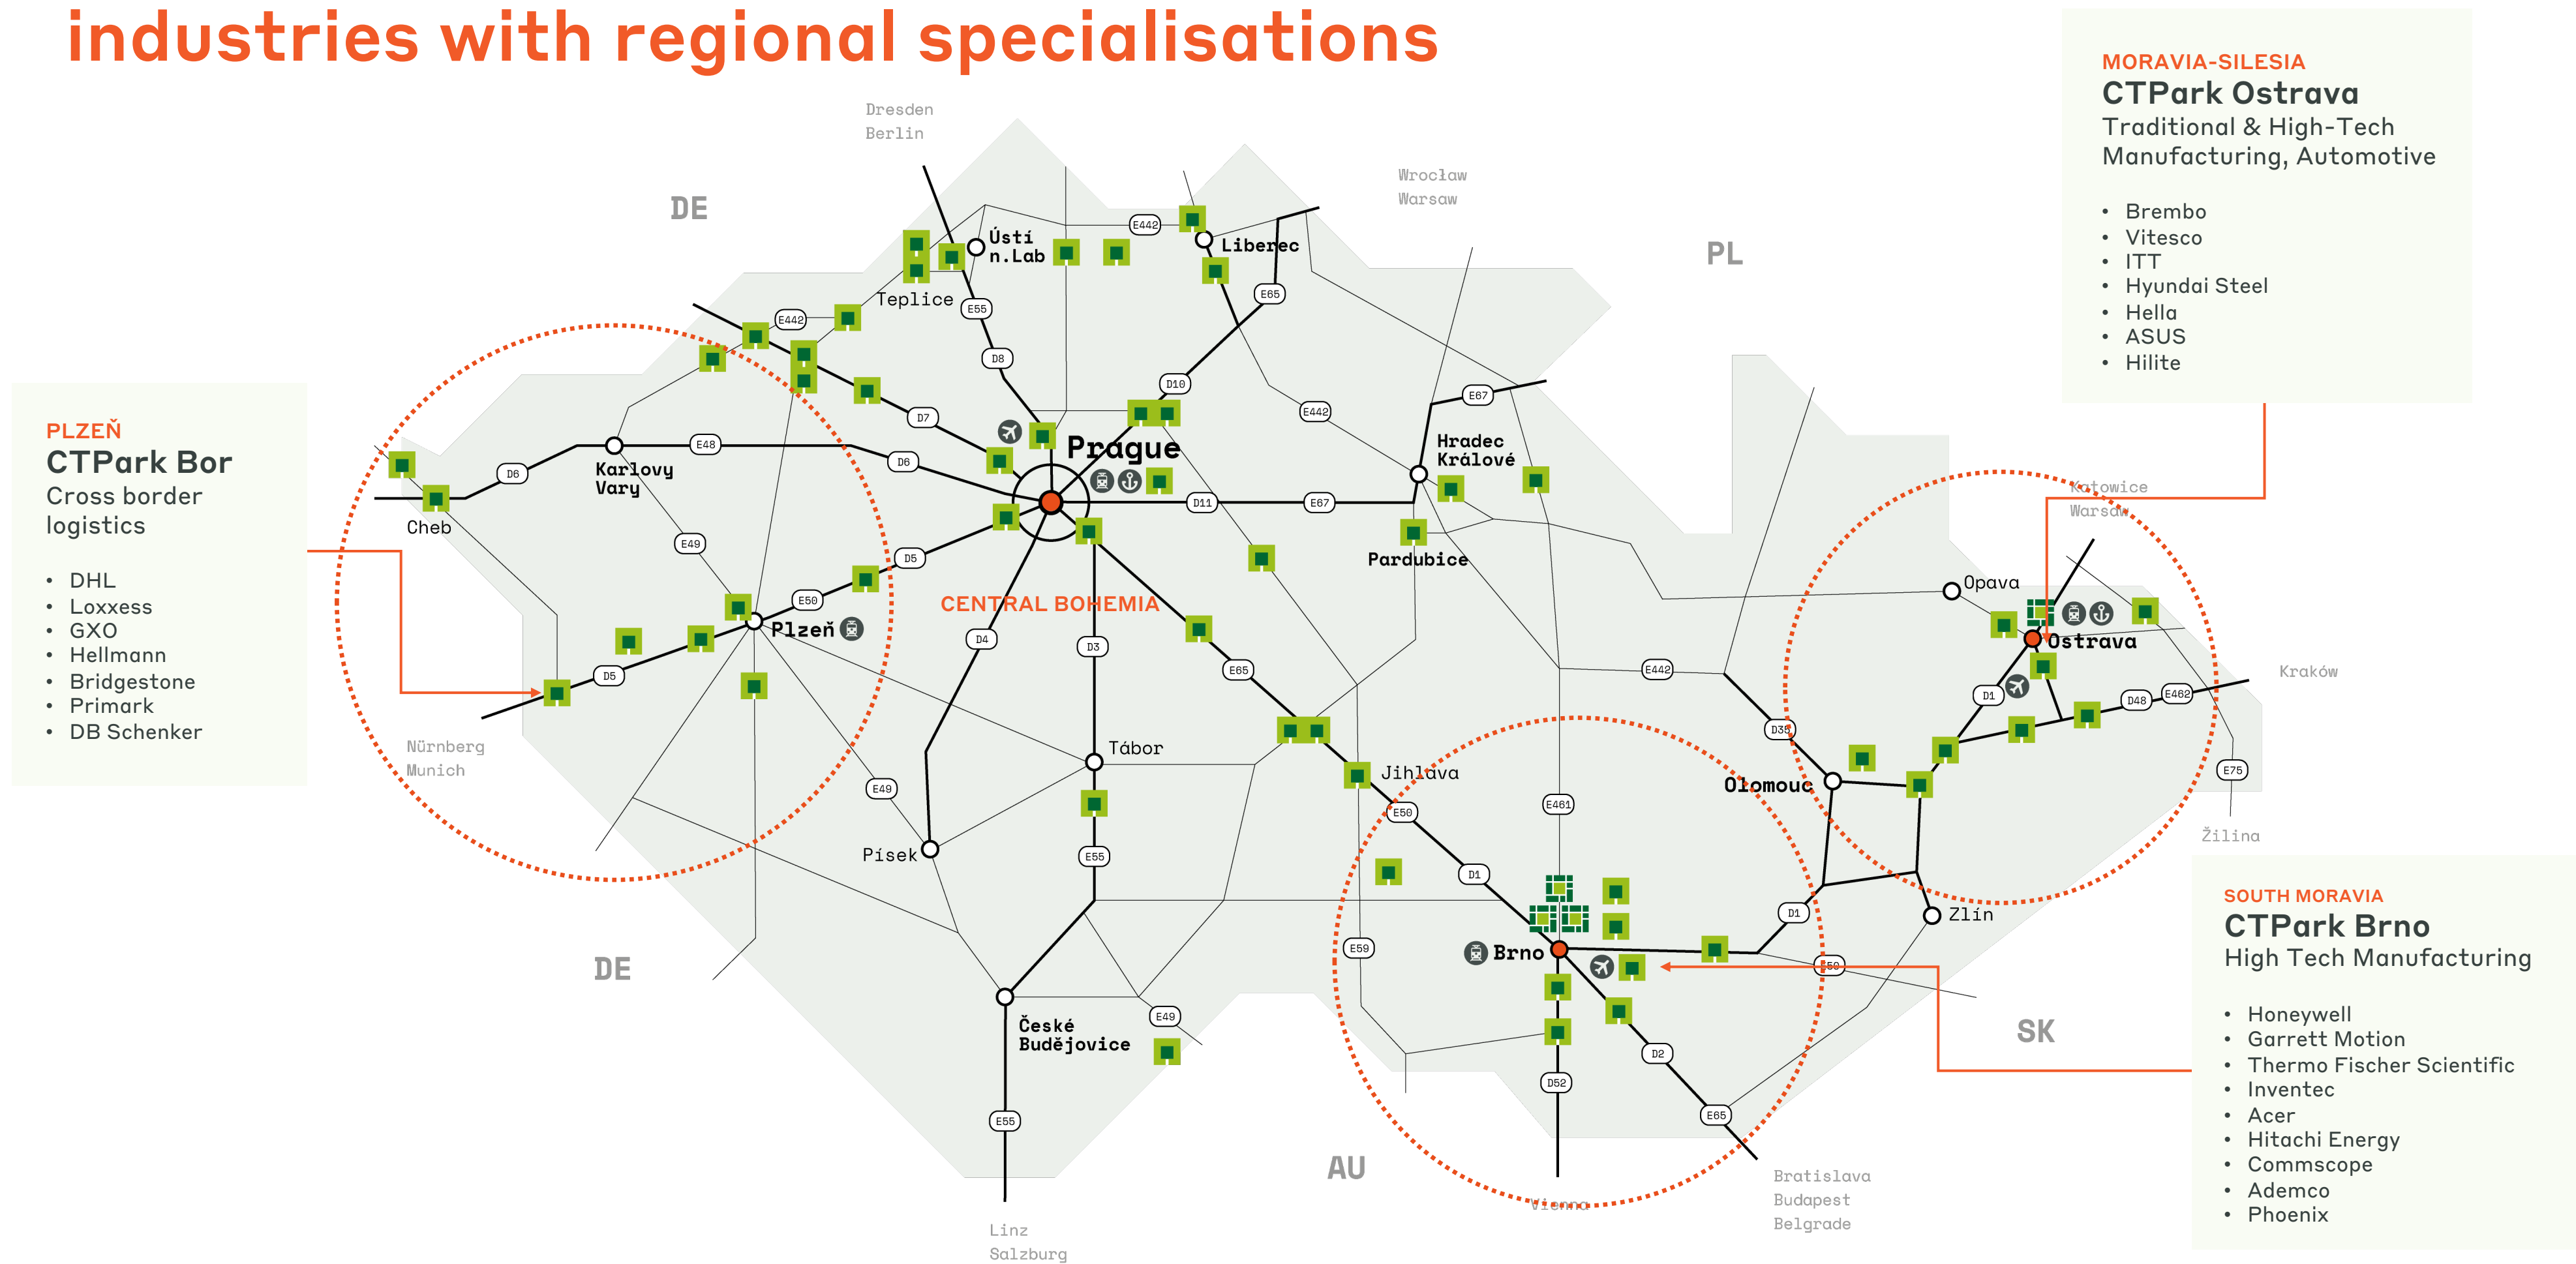 industries with regional specialisations
MORAVIA-SILESIA
CTPark Ostrava
Traditional & High-Tech
Manufacturing, Automotive
• Brembo
• Vitesco
• ITT
• Hyundai Steel
• Hella
• ASUS
• Hilite
PLZEŇ
CTPark Bor
Cross border
logistics
• DHL
• Loxxess
• GXO
• Hellmann
• Bridgestone
• Primark
• DB Schenker
SOUTH MORAVIA
CTPark Brno
High Tech Manufacturing
• Honeywell
• Garrett Motion
• Thermo Fischer Scientific
• Inventec
• Acer
• Hitachi Energy
• Commscope
• Ademco
• Phoenix
Dresden
Berlin
DE
Wrocław
Warsaw
PL
E442
Ústí
n.Lab
Liberec
Teplice
E55
E65
E442
D8
D10
D7
E442
E67
Prague
Hradec
Králové
Karlovy
Vary
E48
D6
D6
Cheb
D11
E67
Katowice
Warsaw
E49
D5
Pardubice
CENTRAL BOHEMIA
E50
Opava
Plzeň
D4
D3
Ostrava
E65
E442
Kraków
D5
D1
D48
E462
Nürnberg
Munich
Tábor
D35
Jihlava
E75
Olomouc
E49
E461
E50
Žilina
Písek
E55
D1
D1
Zlín
E59
Brno
E50
DE
České
Budějovice
E49
SK
D2
D52
E55
E65
AU
Vienna
Bratislava
Budapest
Belgrade
Linz
Salzburg